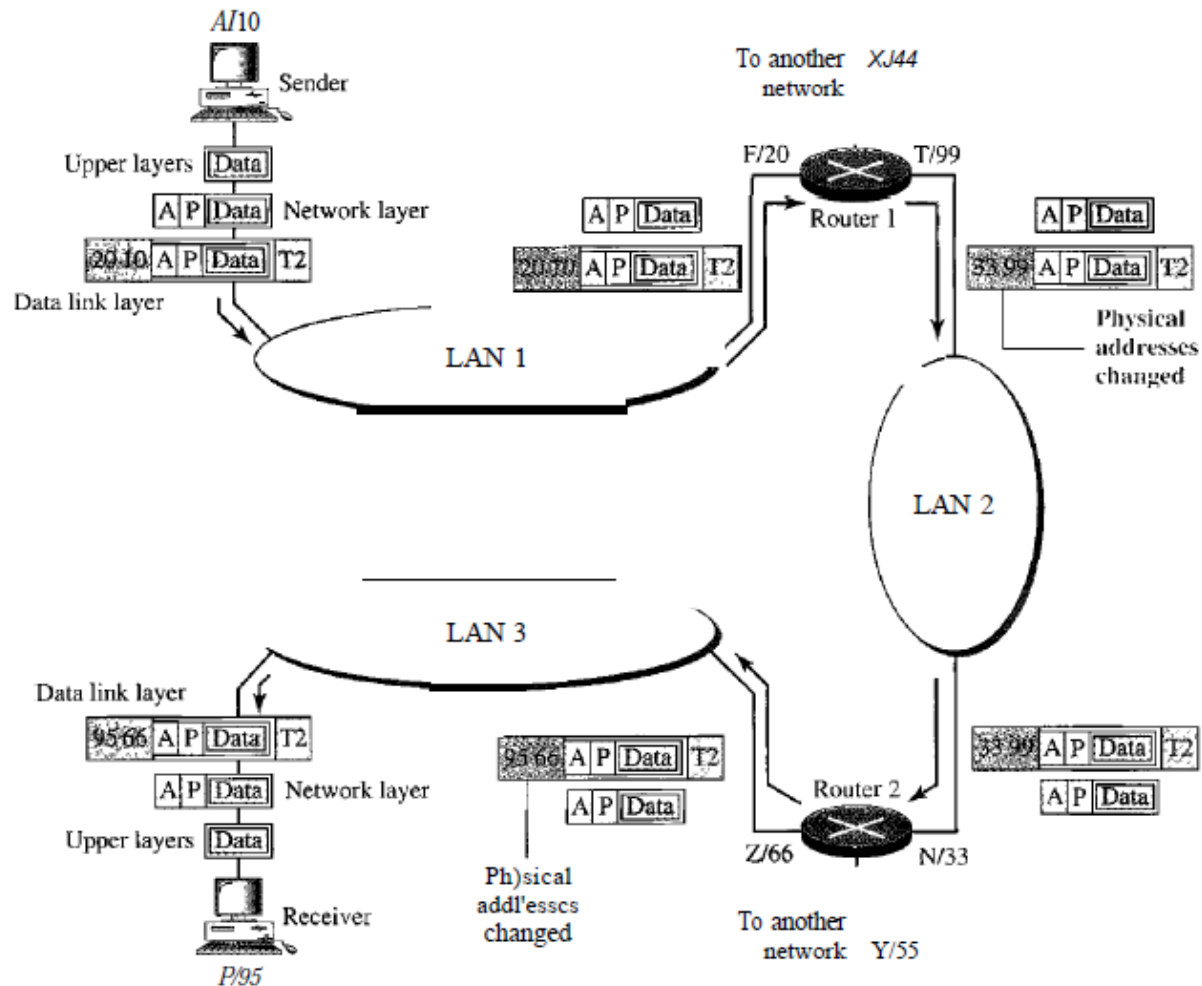 AI10
Sender
Upper layers Data
A P Data Network layer
20 10 A P Data T2
Data link layer
To another XJ44
network
F/20 T/99
Router 1
A P Data
20 10 A P Data T2
A P Data
33 99 A P Data T2
Physical
addresses
changed
LAN 1
LAN 2
LAN 3
Data link layer
95 66 A P Data T2
A P Data Network layer
Upper layers Data
Receiver
P/95
95 66 A P Data T2
A P Data
Ph)sical
addl'esscs
changed
Router 2
Z/66 N/33
33 99 A P Data T2
A P Data
To another
network Y/55